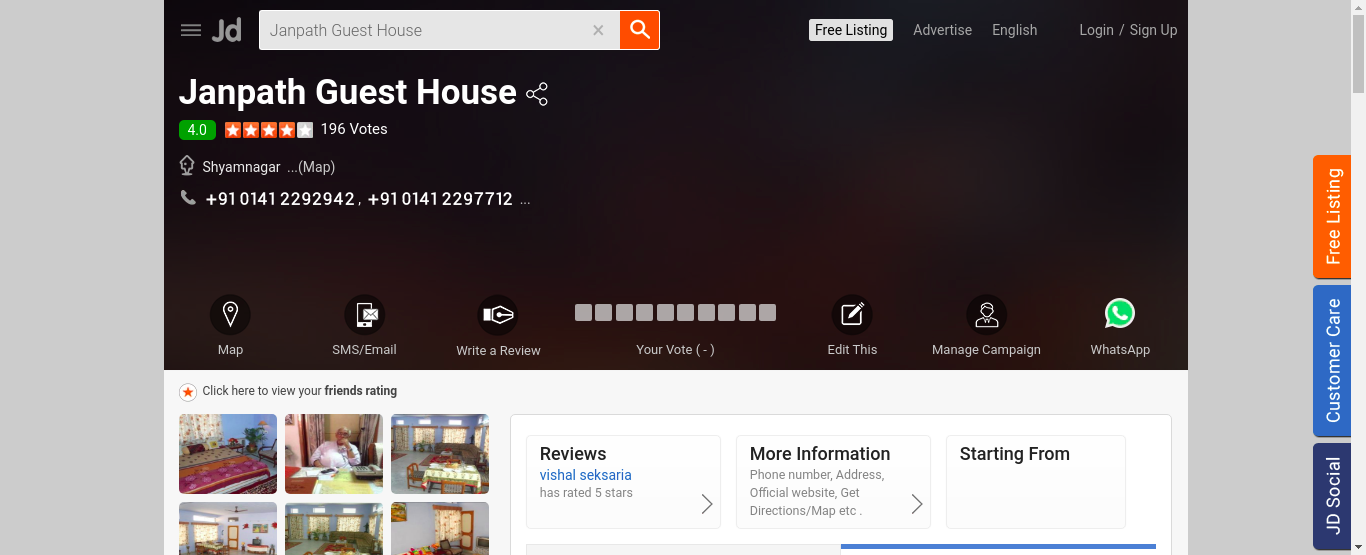 Jd Janpath Guest House × Free Listing Advertise English Login / Sign Up
Janpath Guest House
4.0 196 Votes
Shyamnagar ...(Map)
+91 0141 2292942 , +91 0141 2297712 ...
Map SMS/Email Write a Review Your Vote ( - ) Edit This Manage Campaign WhatsApp
Click here to view your friends rating
Reviews
vishal seksaria
has rated 5 stars
More Information
Phone number, Address,
Official website, Get
Directions/Map etc .
Starting From
Free Listing
Customer Care
JD Social